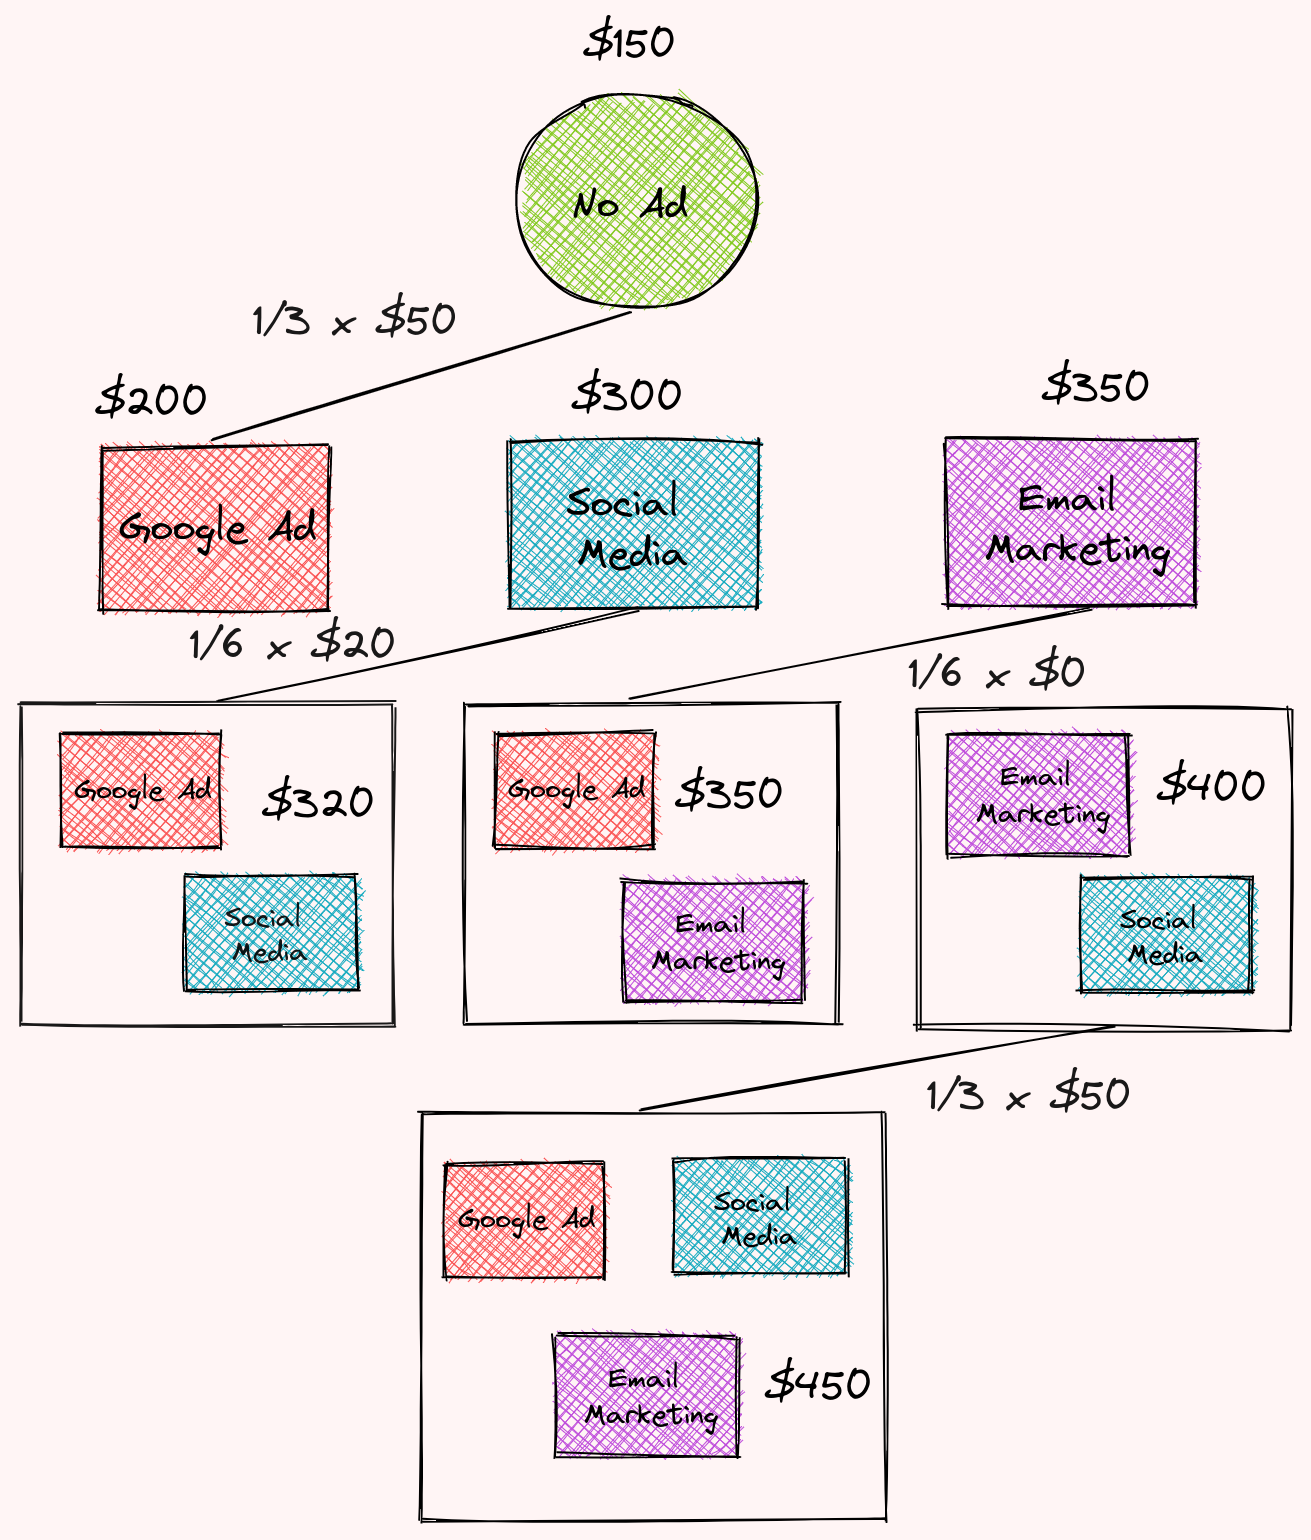 $150
No Ad
1/3 x $50
$200
$300
$350
Google Ad
Social
Media
Email
Marketing
1/6 x $20
1/6 x $0
Google Ad
$320
Social
Media
Google Ad
$350
Email
Marketing
Email
Marketing
$400
Social
Media
1/3 x $50
Google Ad
Social
Media
Email
Marketing
$450